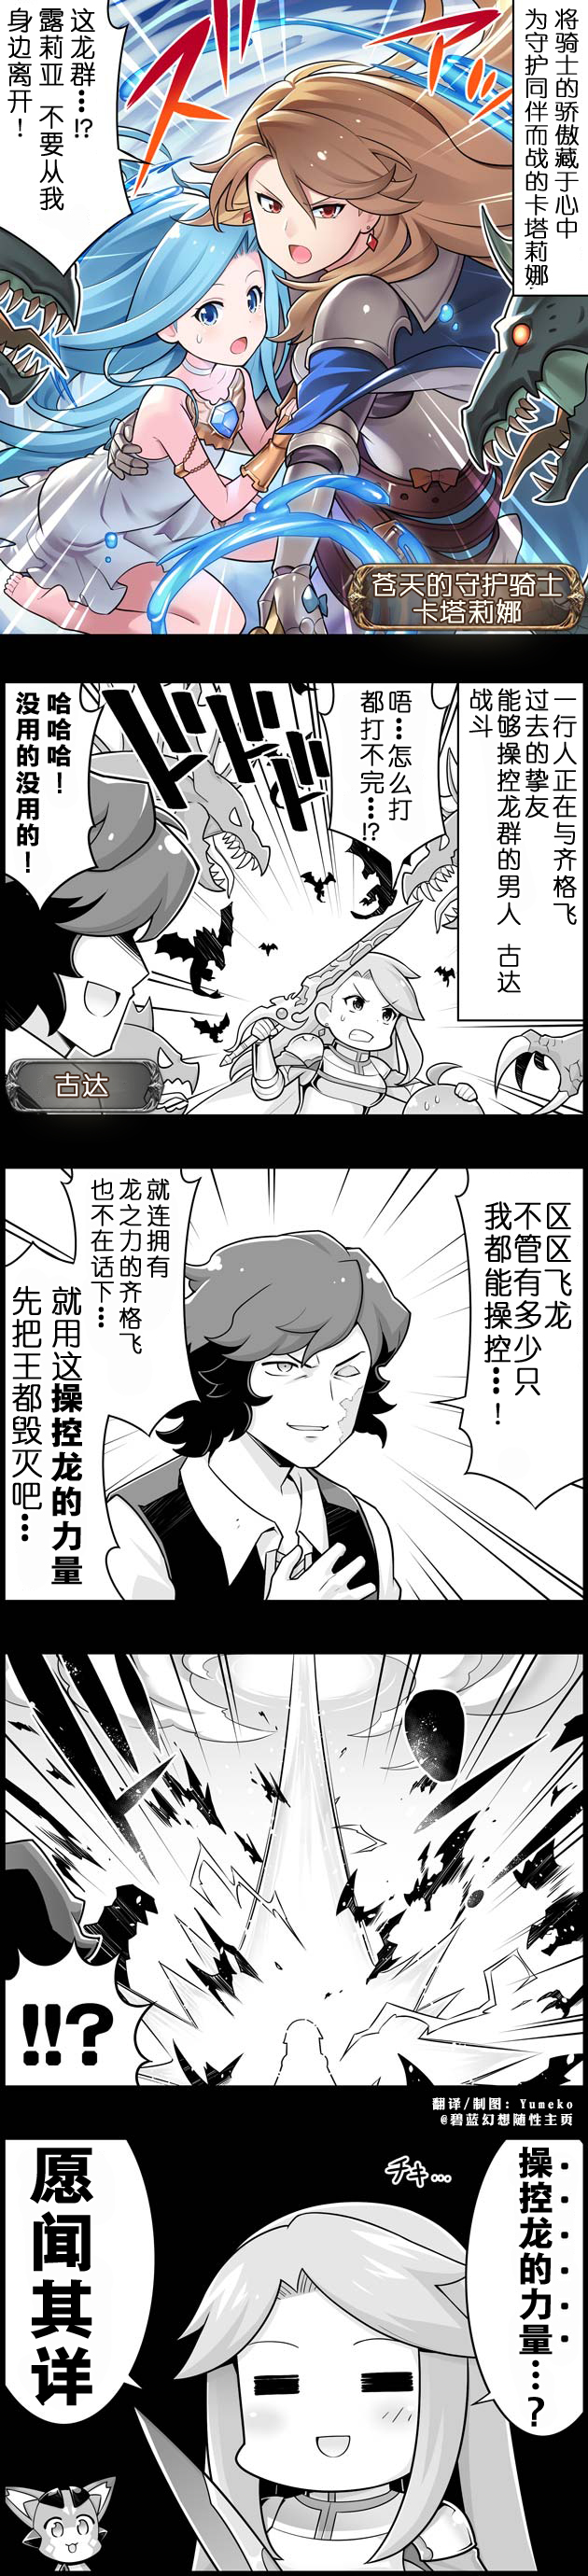 将骑士的骄傲藏于心中
为守护同伴而战的卡塔莉娜
这龙群…!?
露莉亚 不要从我
身边离开！
苍天的守护骑士
卡塔莉娜
一行人正在与齐格飞
过去的挚友
能够操控龙群的男人 古达
战斗
唔…怎么打
都打不完…!?
ドドドド
哈哈哈！
没用的没用的！
古达
区区飞龙
不管有多少只
我都能操控…！
就连拥有
龙之力的齐格飞
也不在话下…
就用这操控龙的力量
先把王都毁灭吧…
!!?
翻译/制图: Yumeko
@碧蓝幻想随性主页
操控龙的力量…？
チキ…
愿闻其详